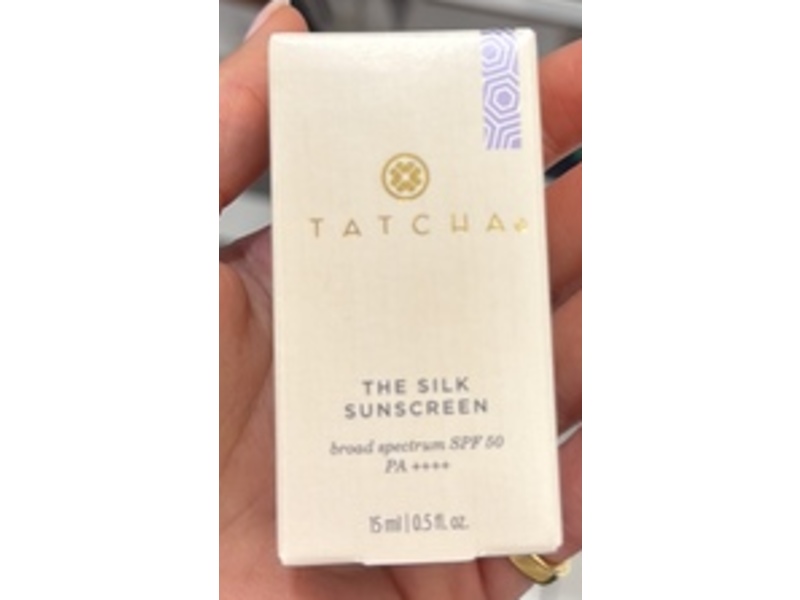 TATCHA
THE SILK
SUNSCREEN
broad spectrum SPF 50
PA ++++
15 ml | 0.5 fl. oz.